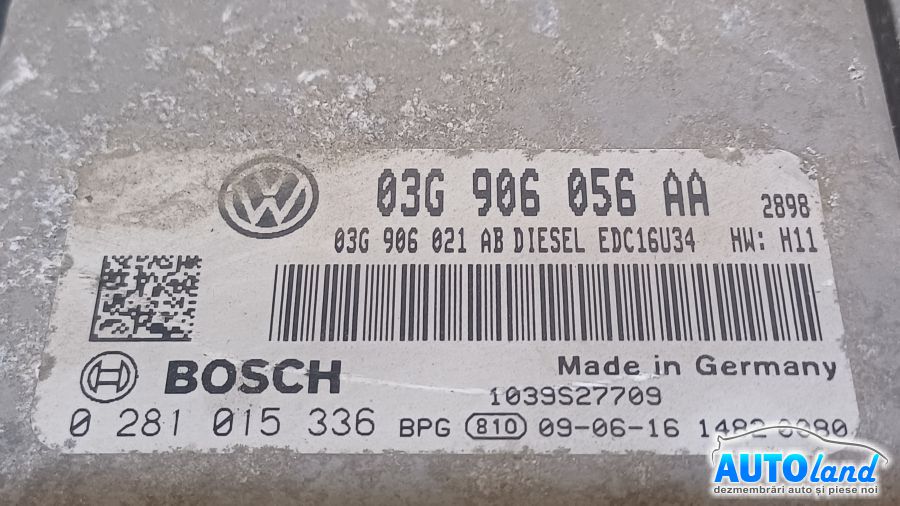 03G 906 056 AA 2898
03G 906 021 AB DIESEL EDC16U34 HW: H11
BOSCH
Made in Germany
1039S27709
0 281 015 336 BPG 810 09-06-16
AUTOland
dezmembrări auto și piese noi